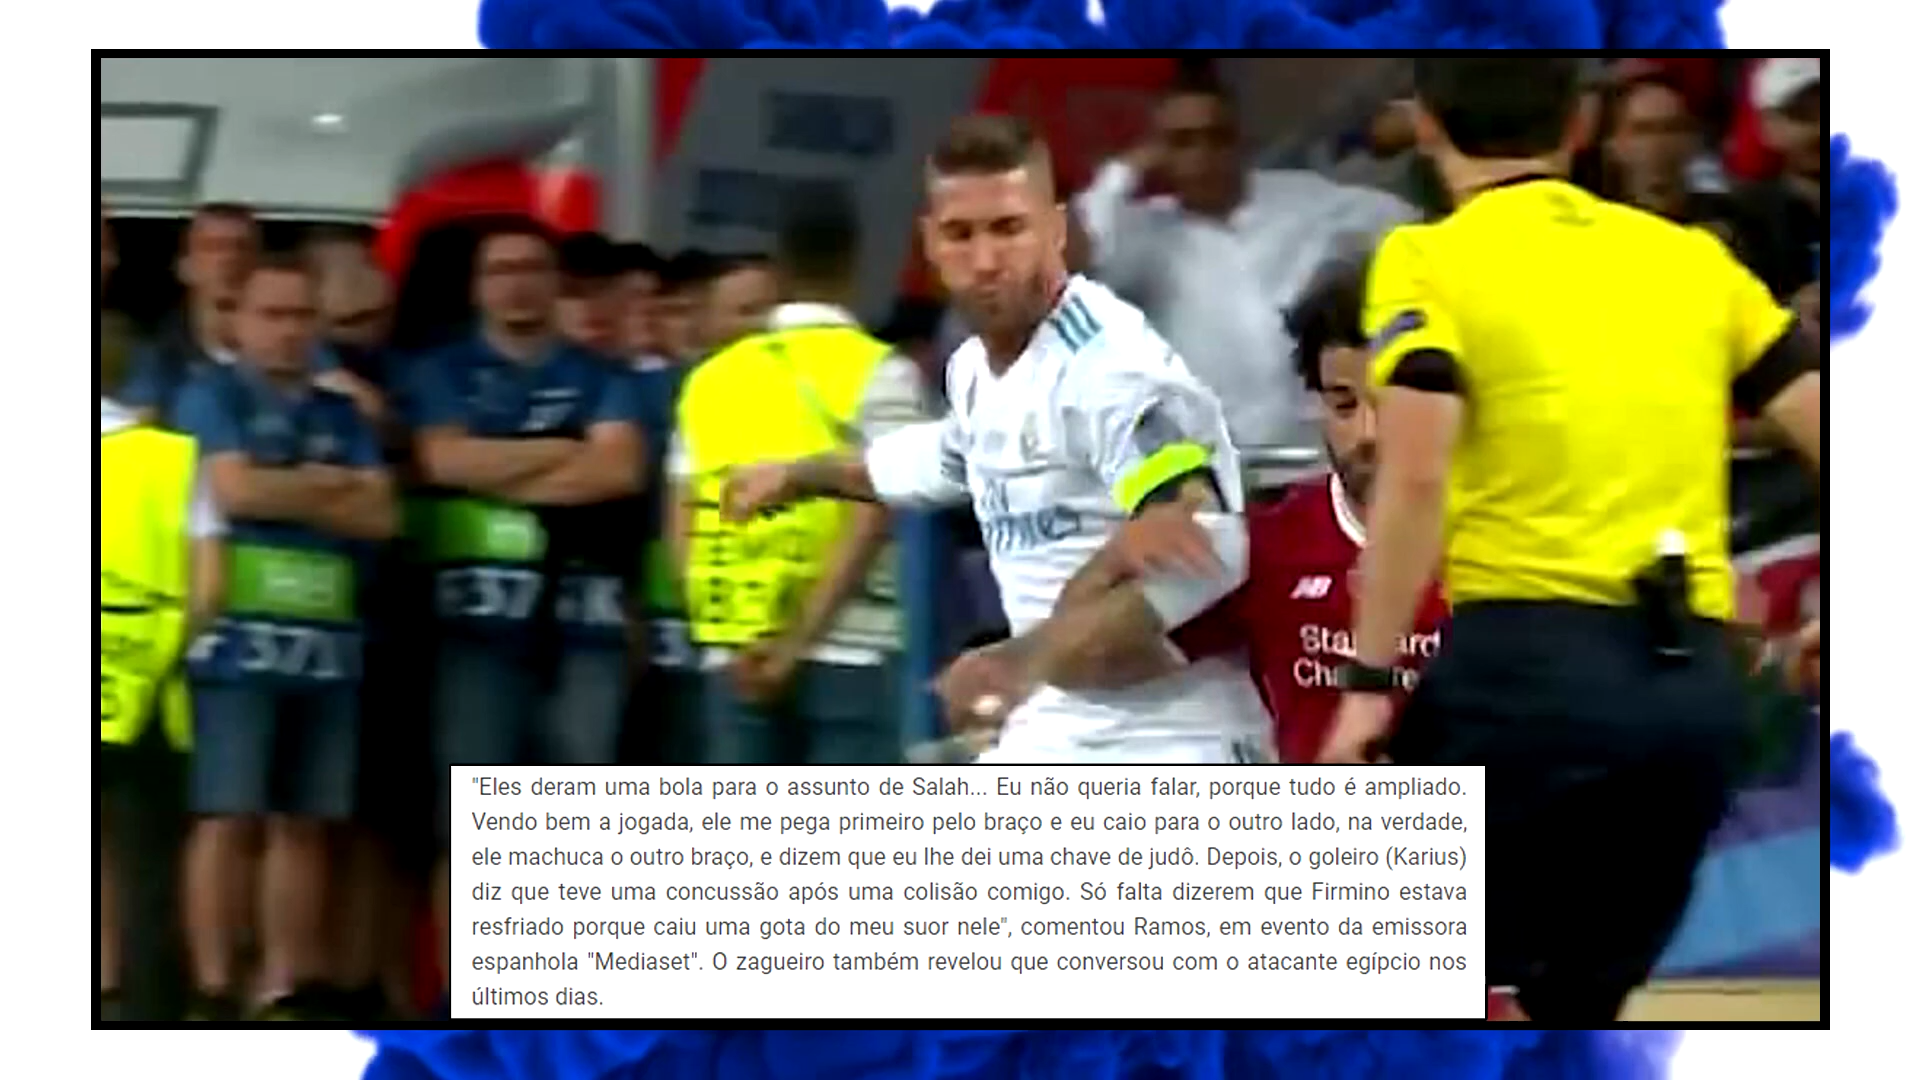 "Eles deram uma bola para o assunto de Salah... Eu não queria falar, porque tudo é ampliado.
Vendo bem a jogada, ele me pega primeiro pelo braço e eu caio para o outro lado, na verdade,
ele machuca o outro braço, e dizem que eu lhe dei uma chave de judô. Depois, o goleiro (Karius)
diz que teve uma concussão após uma colisão comigo. Só falta dizerem que Firmino estava
resfriado porque caiu uma gota do meu suor nele", comentou Ramos, em evento da emissora
espanhola "Mediaset". O zagueiro também revelou que conversou com o atacante egípcio nos
últimos dias.
37
NB